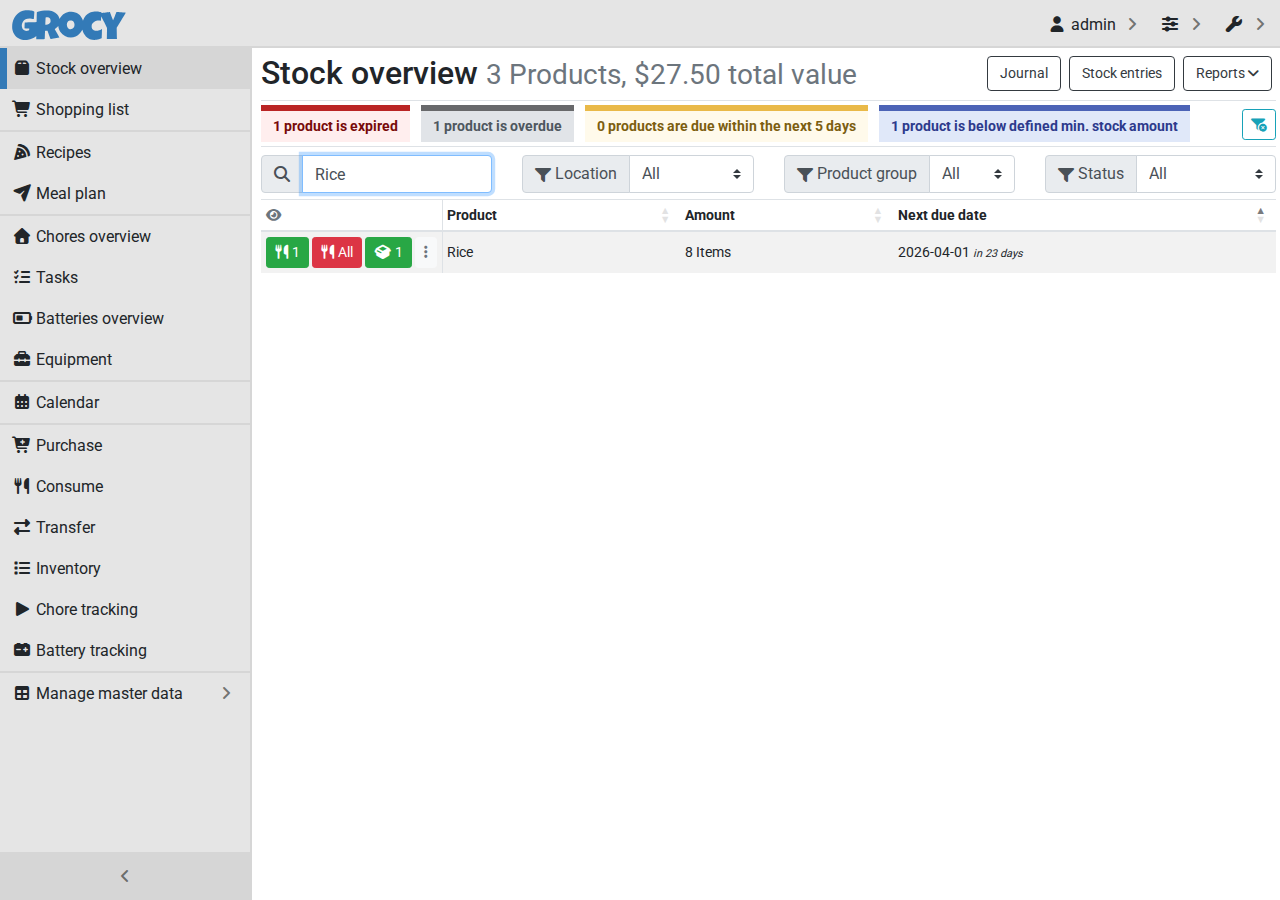 GROCY
admin
Stock overview
Shopping list
Recipes
Meal plan
Chores overview
Tasks
Batteries overview
Equipment
Calendar
Purchase
Consume
Transfer
Inventory
Chore tracking
Battery tracking
Manage master data
Stock overview 3 Products, $27.50 total value
Journal
Stock entries
Reports
1 product is expired
1 product is overdue
0 products are due within the next 5 days
1 product is below defined min. stock amount
Rice
Location All
Product group All
Status All
Product Amount Next due date
1 All 1 Rice 8 Items 2026-04-01 in 23 days